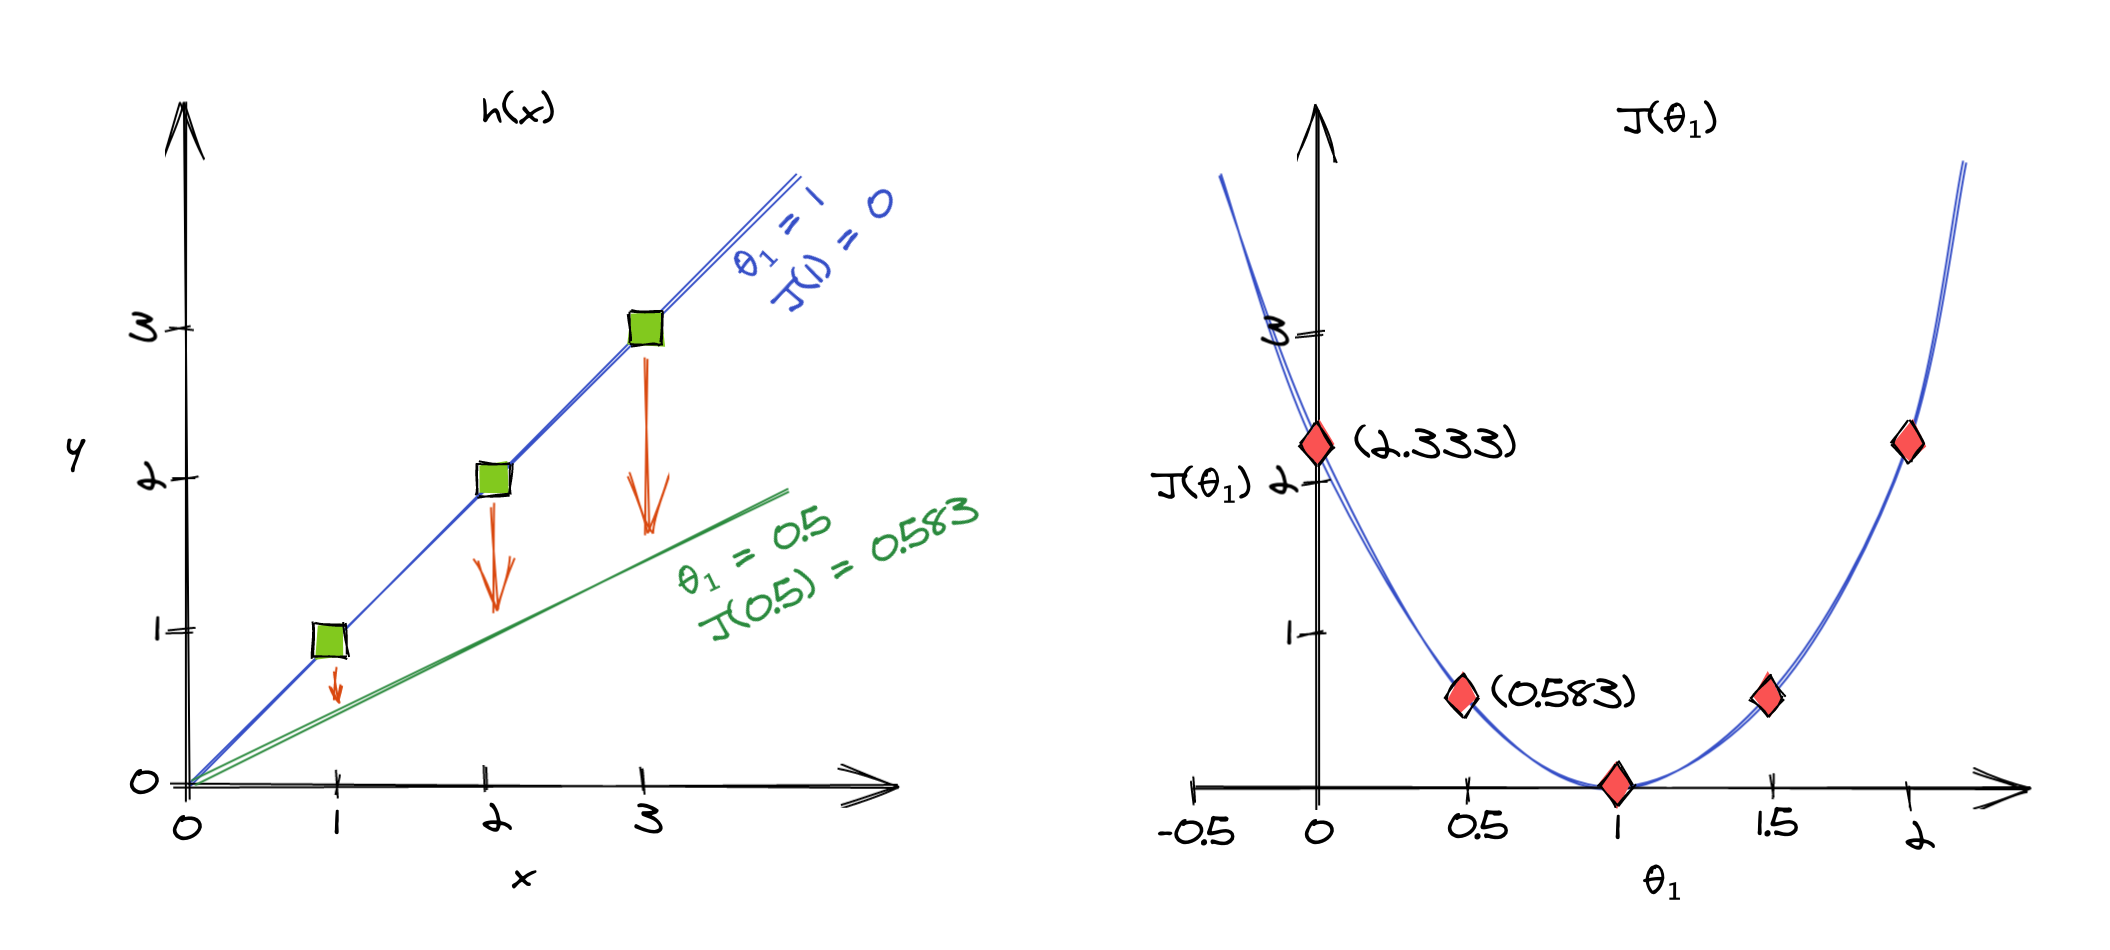 h(x)
θ₁ = 1
J(1) = 0
3
y
2
θ₁ = 0.5
J(0.5) = 0.583
1
0
0 1 2 3
x
J(θ₁)
3
(2.333)
J(θ₁) 2
1
(0.583)
-0.5 0 0.5 1 1.5 2
θ₁